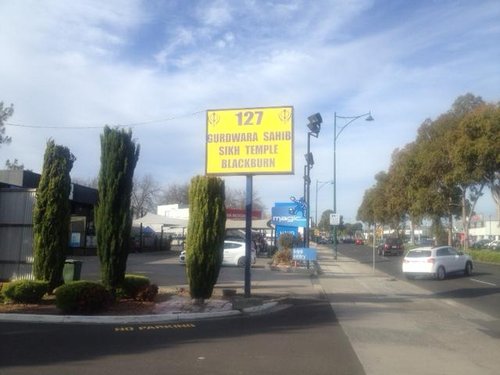 127
GURDWARA SAHIB
SIKH TEMPLE
BLACKBURN
NO PARKING